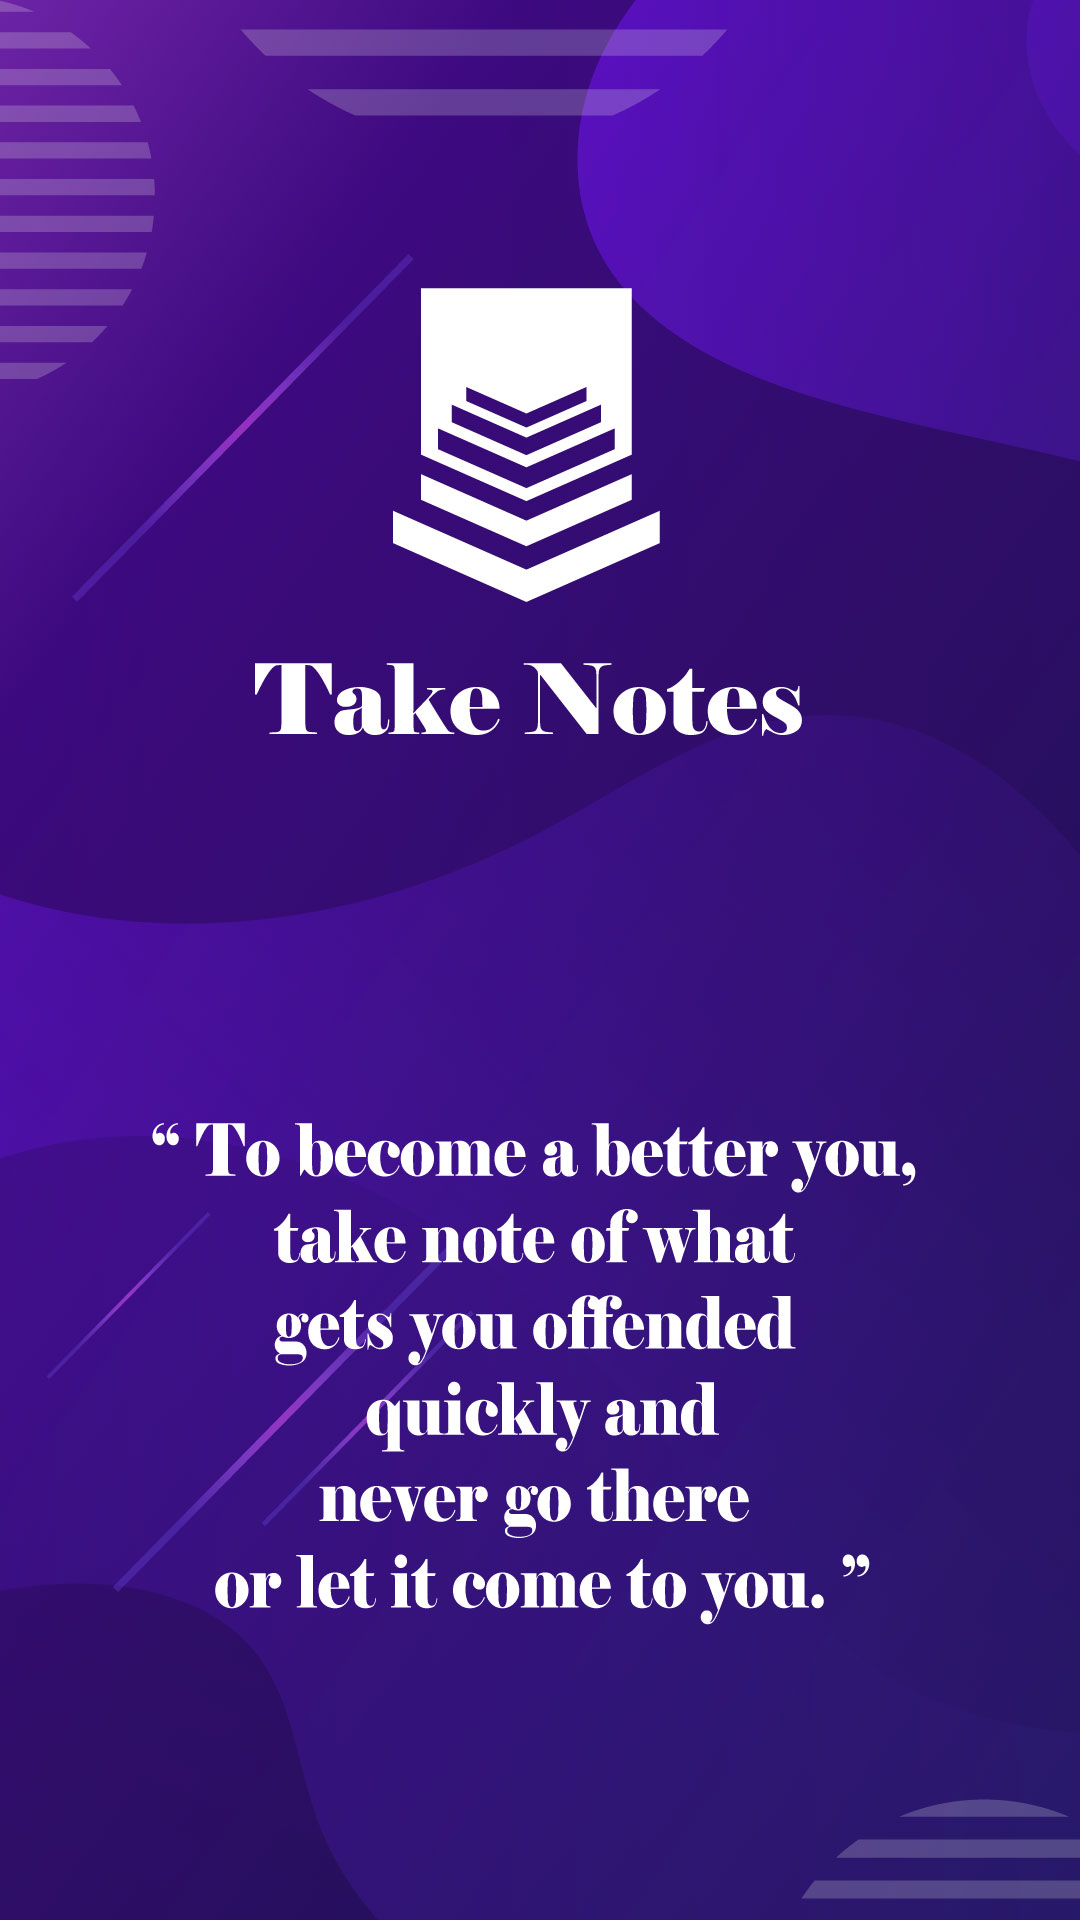 Take Notes
“ To become a better you,
take note of what
gets you offended
quickly and
never go there
or let it come to you. ”